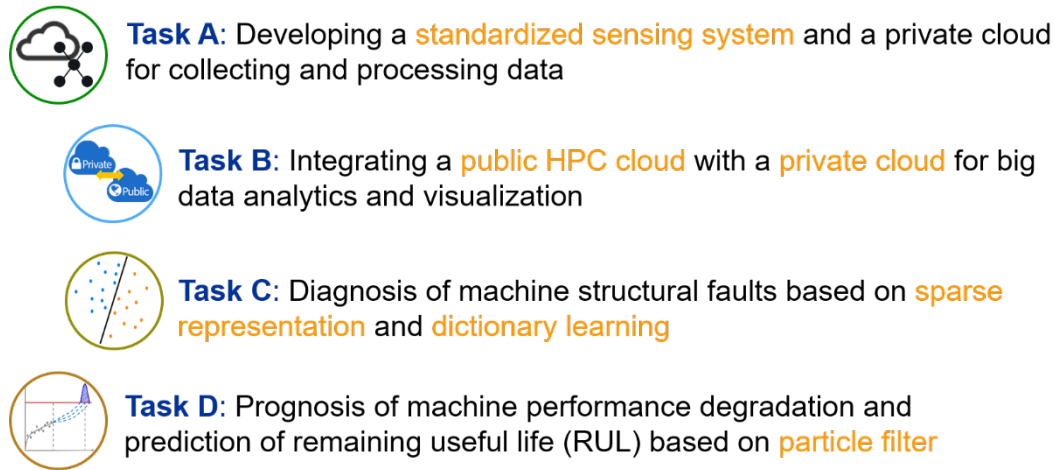 Task A: Developing a standardized sensing system and a private cloud
for collecting and processing data
Private
Public
Task B: Integrating a public HPC cloud with a private cloud for big
data analytics and visualization
Task C: Diagnosis of machine structural faults based on sparse
representation and dictionary learning
Task D: Prognosis of machine performance degradation and
prediction of remaining useful life (RUL) based on particle filter